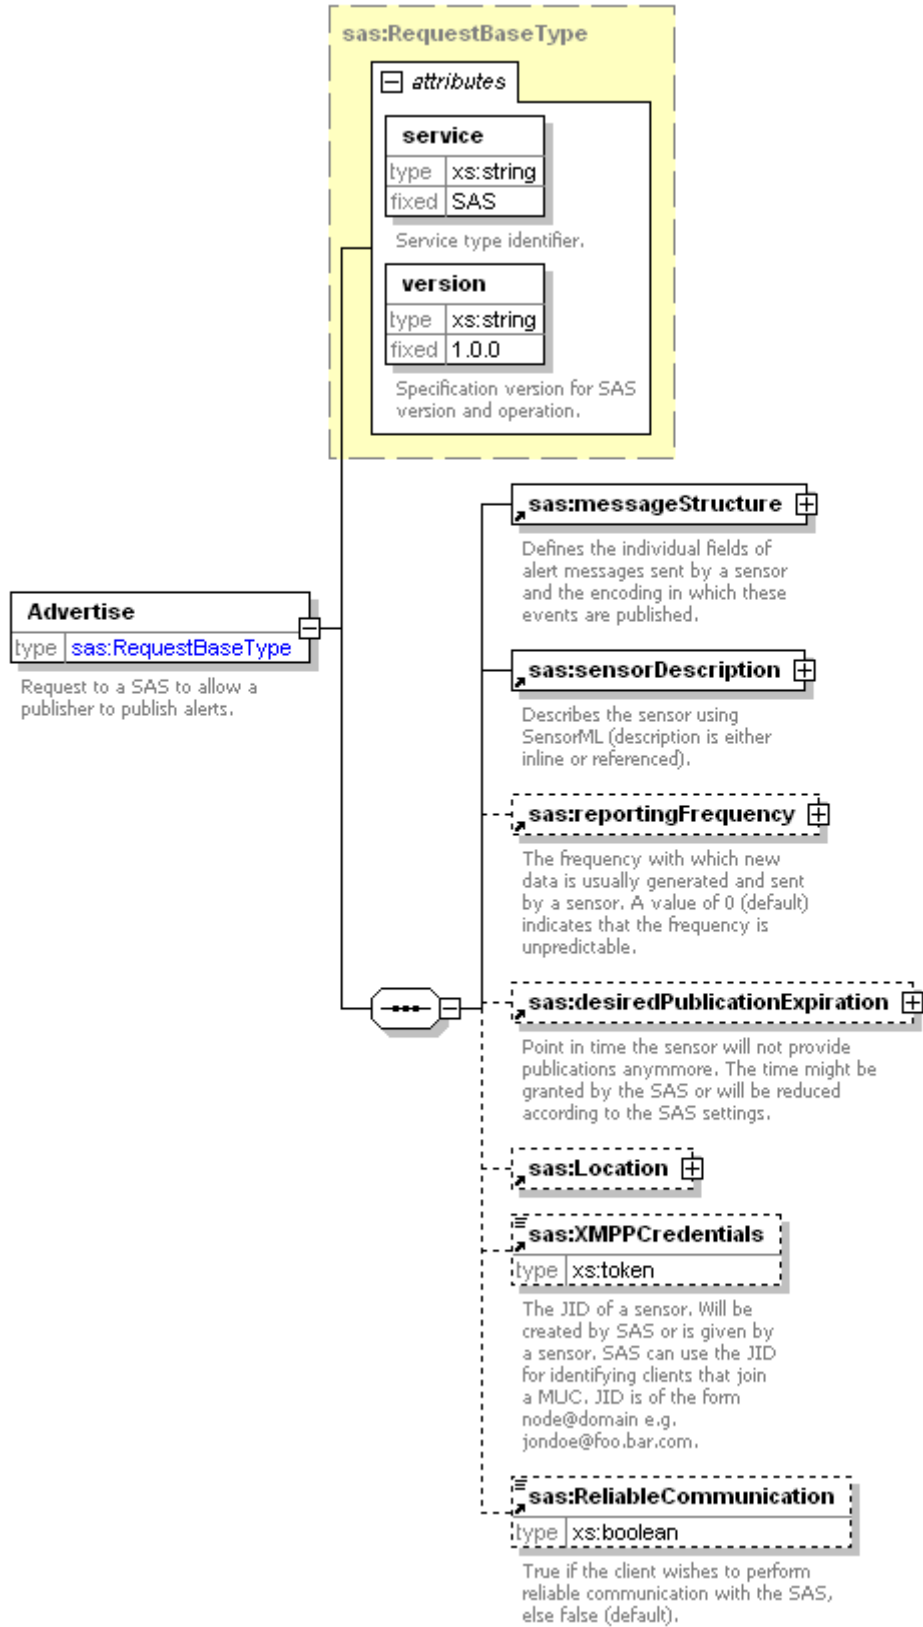 sas:RequestBaseType
attributes
service
type xs:string
fixed SAS
Service type identifier.
version
type xs:string
fixed 1.0.0
Specification version for SAS
version and operation.
Advertise
type sas:RequestBaseType
Request to a SAS to allow a
publisher to publish alerts.
sas:messageStructure
Defines the individual fields of
alert messages sent by a sensor
and the encoding in which these
events are published.
sas:sensorDescription
Describes the sensor using
SensorML (description is either
inline or referenced).
sas:reportingFrequency
The frequency with which new
data is usually generated and sent
by a sensor. A value of 0 (default)
indicates that the frequency is
unpredictable.
sas:desiredPublicationExpiration
Point in time the sensor will not provide
publications anymmore. The time might be
granted by the SAS or will be reduced
according to the SAS settings.
sas:Location
sas:XMPPCredentials
type xs:token
The JID of a sensor. Will be
created by SAS or is given by
a sensor. SAS can use the JID
for identifying clients that join
a MUC. JID is of the form
node@domain e.g.
jondoe@foo.bar.com.
sas:ReliableCommunication
type xs:boolean
True if the client wishes to perform
reliable communication with the SAS,
else false (default).